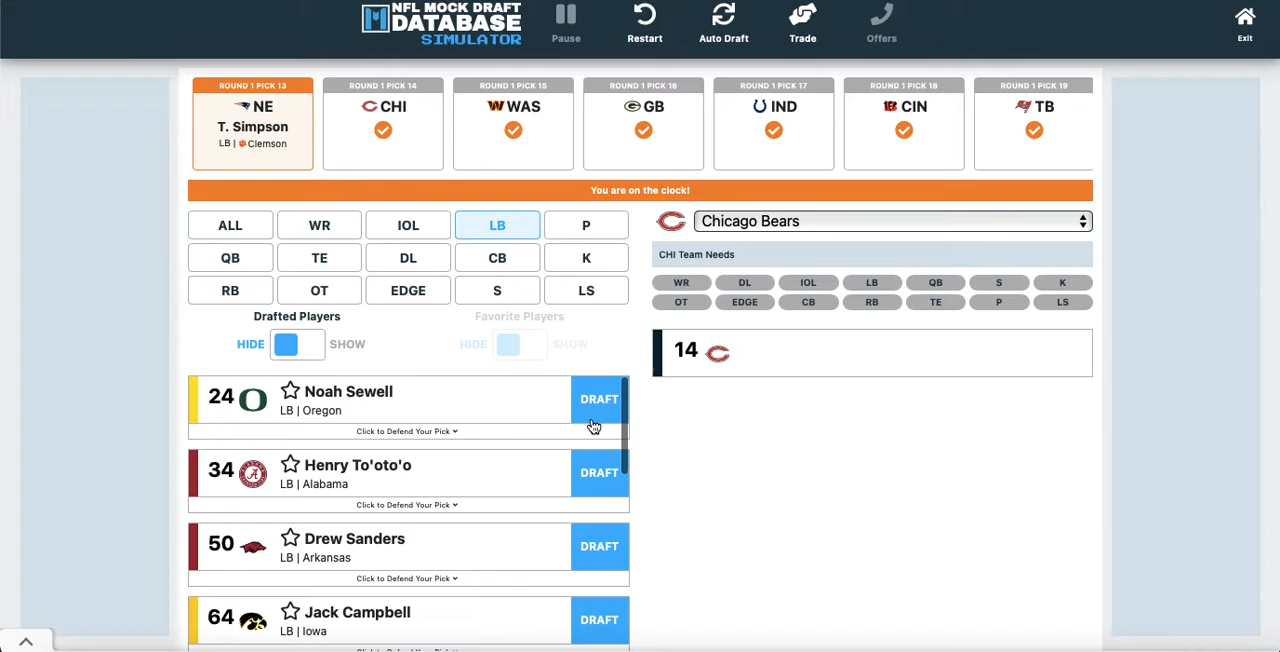 NFL MOCK DRAFT
DATABASE
SIMULATOR
Pause
Restart
Auto Draft
Trade
Offers
Exit
ROUND 1 PICK 13
NE
T. Simpson
LB | Clemson
ROUND 1 PICK 14
CHI
ROUND 1 PICK 15
WAS
ROUND 1 PICK 16
GB
ROUND 1 PICK 17
IND
ROUND 1 PICK 18
CIN
ROUND 1 PICK 19
TB
You are on the clock!
ALL WR IOL LB P
QB TE DL CB K
RB OT EDGE S LS
Drafted Players
HIDE SHOW
Favorite Players
HIDE SHOW
Chicago Bears
CHI Team Needs
WR DL IOL LB QB S K
OT EDGE CB RB TE P LS
14
24 Noah Sewell
LB | Oregon
DRAFT
Click to Defend Your Pick
34 Henry To'oto'o
LB | Alabama
DRAFT
Click to Defend Your Pick
50 Drew Sanders
LB | Arkansas
DRAFT
Click to Defend Your Pick
64 Jack Campbell
LB | Iowa
DRAFT
Click to Defend Your Pick